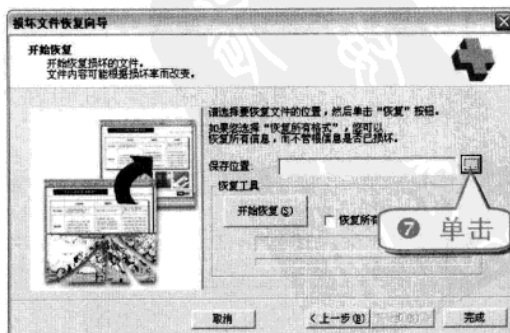 损坏文件恢复向导
开始恢复
开始恢复损坏的文件。
文件内容可能根据损坏率而改变。
请选择要恢复文件的位置，然后单击“恢复”按钮。
如果您选择“恢复所有格式”，您可以
恢复所有信息，而不管根信息是否已损坏。
保存位置
恢复工具
开始恢复(S)
恢复所有
❼ 单击
取消
<上一步(B)
完成